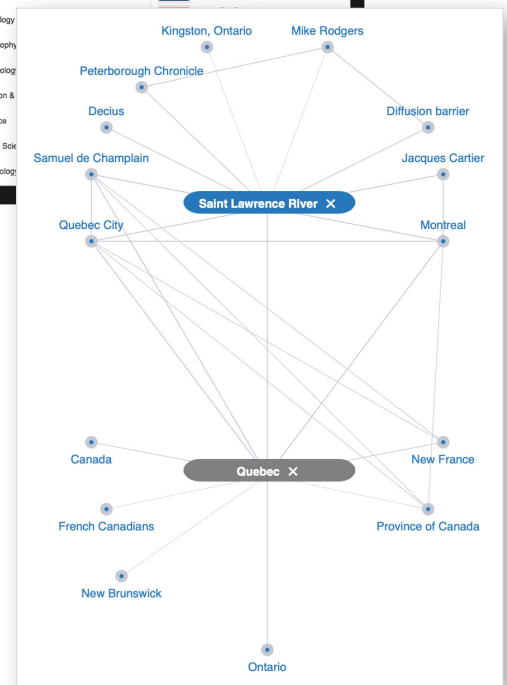 Kingston, Ontario
Mike Rodgers
Peterborough Chronicle
Decius
Diffusion barrier
Samuel de Champlain
Jacques Cartier
Saint Lawrence River ✕
Quebec City
Montreal
Canada
New France
Quebec ✕
French Canadians
Province of Canada
New Brunswick
Ontario